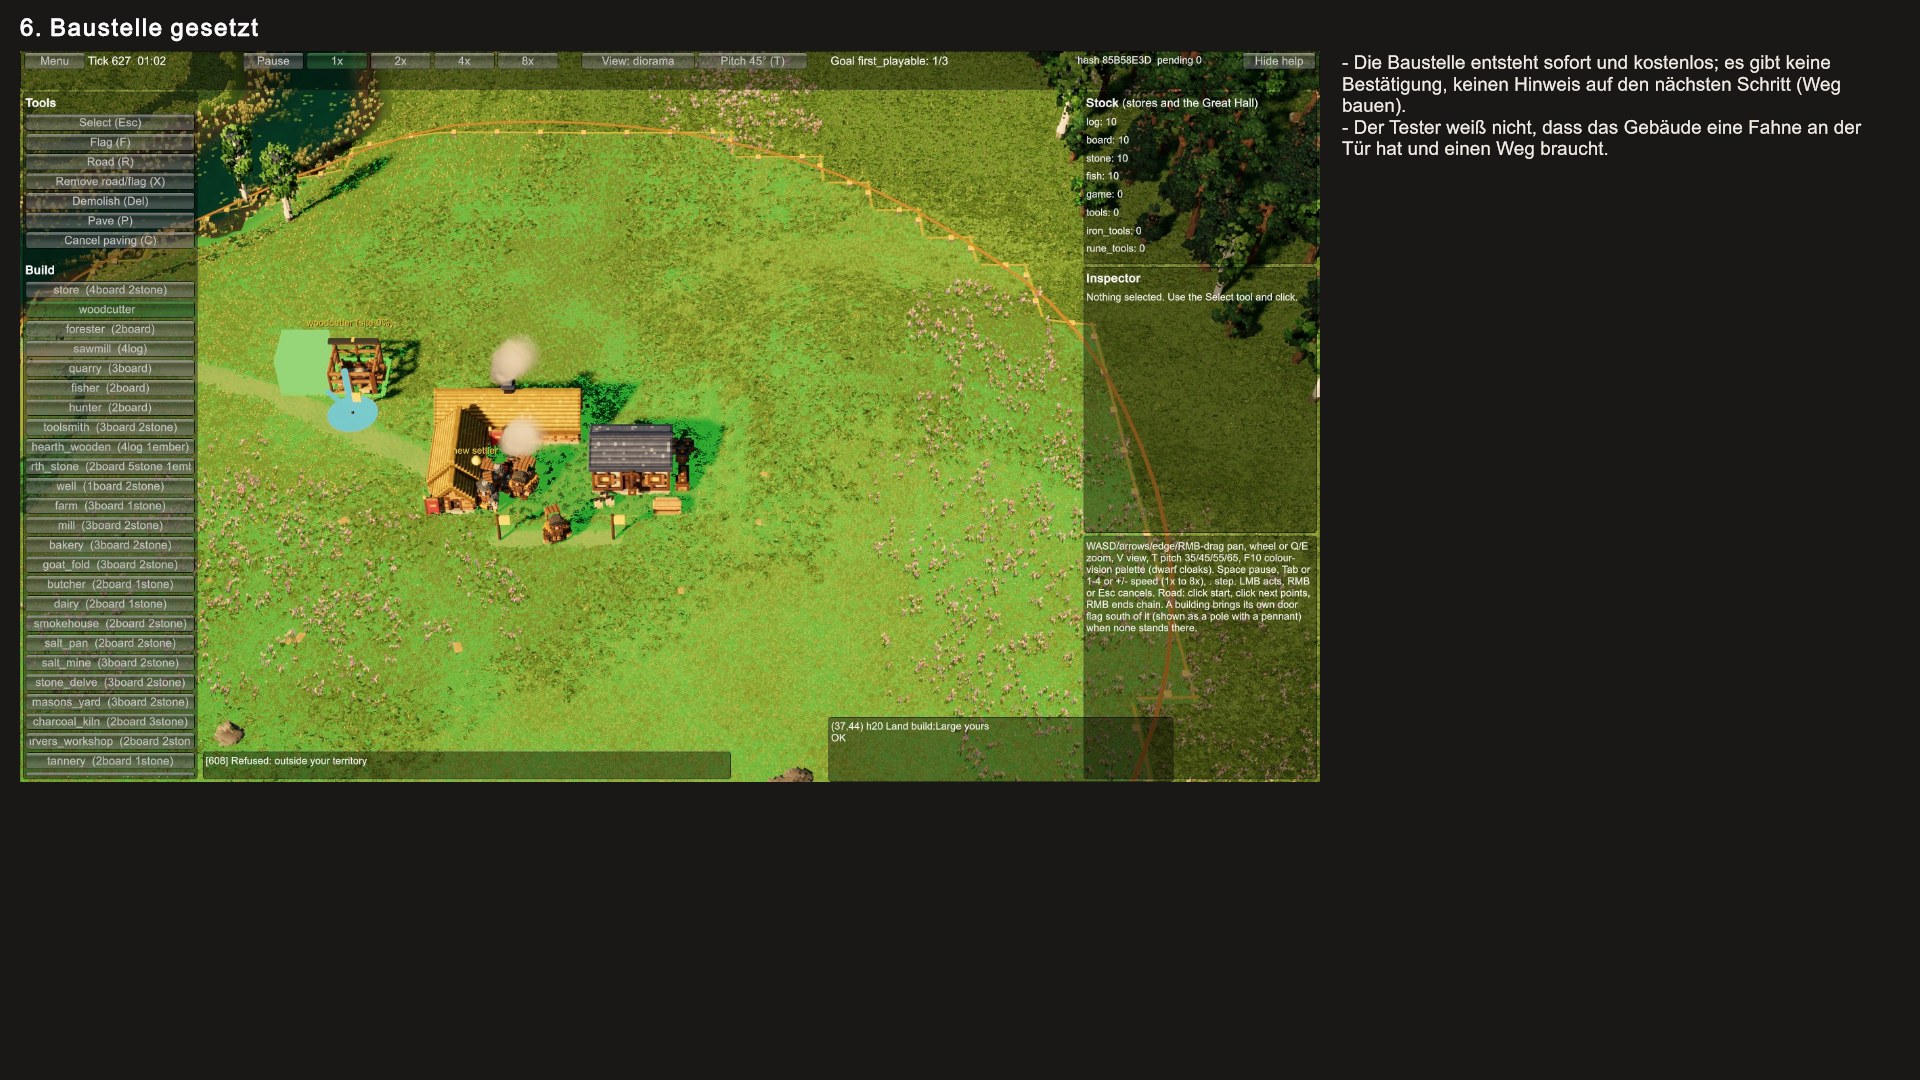 6. Baustelle gesetzt
Menu
Tick 627 01:02
Pause
1x
2x
4x
8x
View: diorama
Pitch 45° (T)
Goal first_playable: 1/3
hash 85B58E3D pending 0
Hide help
Tools
Select (Esc)
Flag (F)
Road (R)
Remove road/flag (X)
Demolish (Del)
Pave (P)
Cancel paving (C)
Build
store (4board 2stone)
woodcutter
forester (2board)
sawmill (4log)
quarry (3board)
fisher (2board)
hunter (2board)
toolsmith (3board 2stone)
hearth_wooden (4log 1ember)
rth_stone (2board 5stone 1eml
well (1board 2stone)
farm (3board 1stone)
mill (3board 2stone)
bakery (3board 2stone)
goat_fold (3board 2stone)
butcher (2board 1stone)
dairy (2board 1stone)
smokehouse (2board 2stone)
salt_pan (2board 2stone)
salt_mine (3board 2stone)
stone_delve (3board 2stone)
masons_yard (3board 2stone)
charcoal_kiln (2board 3stone)
irvers_workshop (2board 2ston
tannery (2board 1stone)
new settler
[608] Refused: outside your territory
(37,44) h20 Land build:Large yours
OK
Stock (stores and the Great Hall)
log: 10
board: 10
stone: 10
fish: 10
game: 0
tools: 0
iron_tools: 0
rune_tools: 0
Inspector
Nothing selected. Use the Select tool and click.
WASD/arrows/edge/RMB-drag pan, wheel or Q/E
zoom, V view, T pitch 35/45/55/65, F10 colour-
vision palette (dwarf cloaks). Space pause, Tab or
1-4 or +/- speed (1x to 8x), . step. LMB acts, RMB
or Esc cancels. Road: click start, click next points,
RMB ends chain. A building brings its own door
flag south of it (shown as a pole with a pennant)
when none stands there.
- Die Baustelle entsteht sofort und kostenlos; es gibt keine
Bestätigung, keinen Hinweis auf den nächsten Schritt (Weg
bauen).
- Der Tester weiß nicht, dass das Gebäude eine Fahne an der
Tür hat und einen Weg braucht.